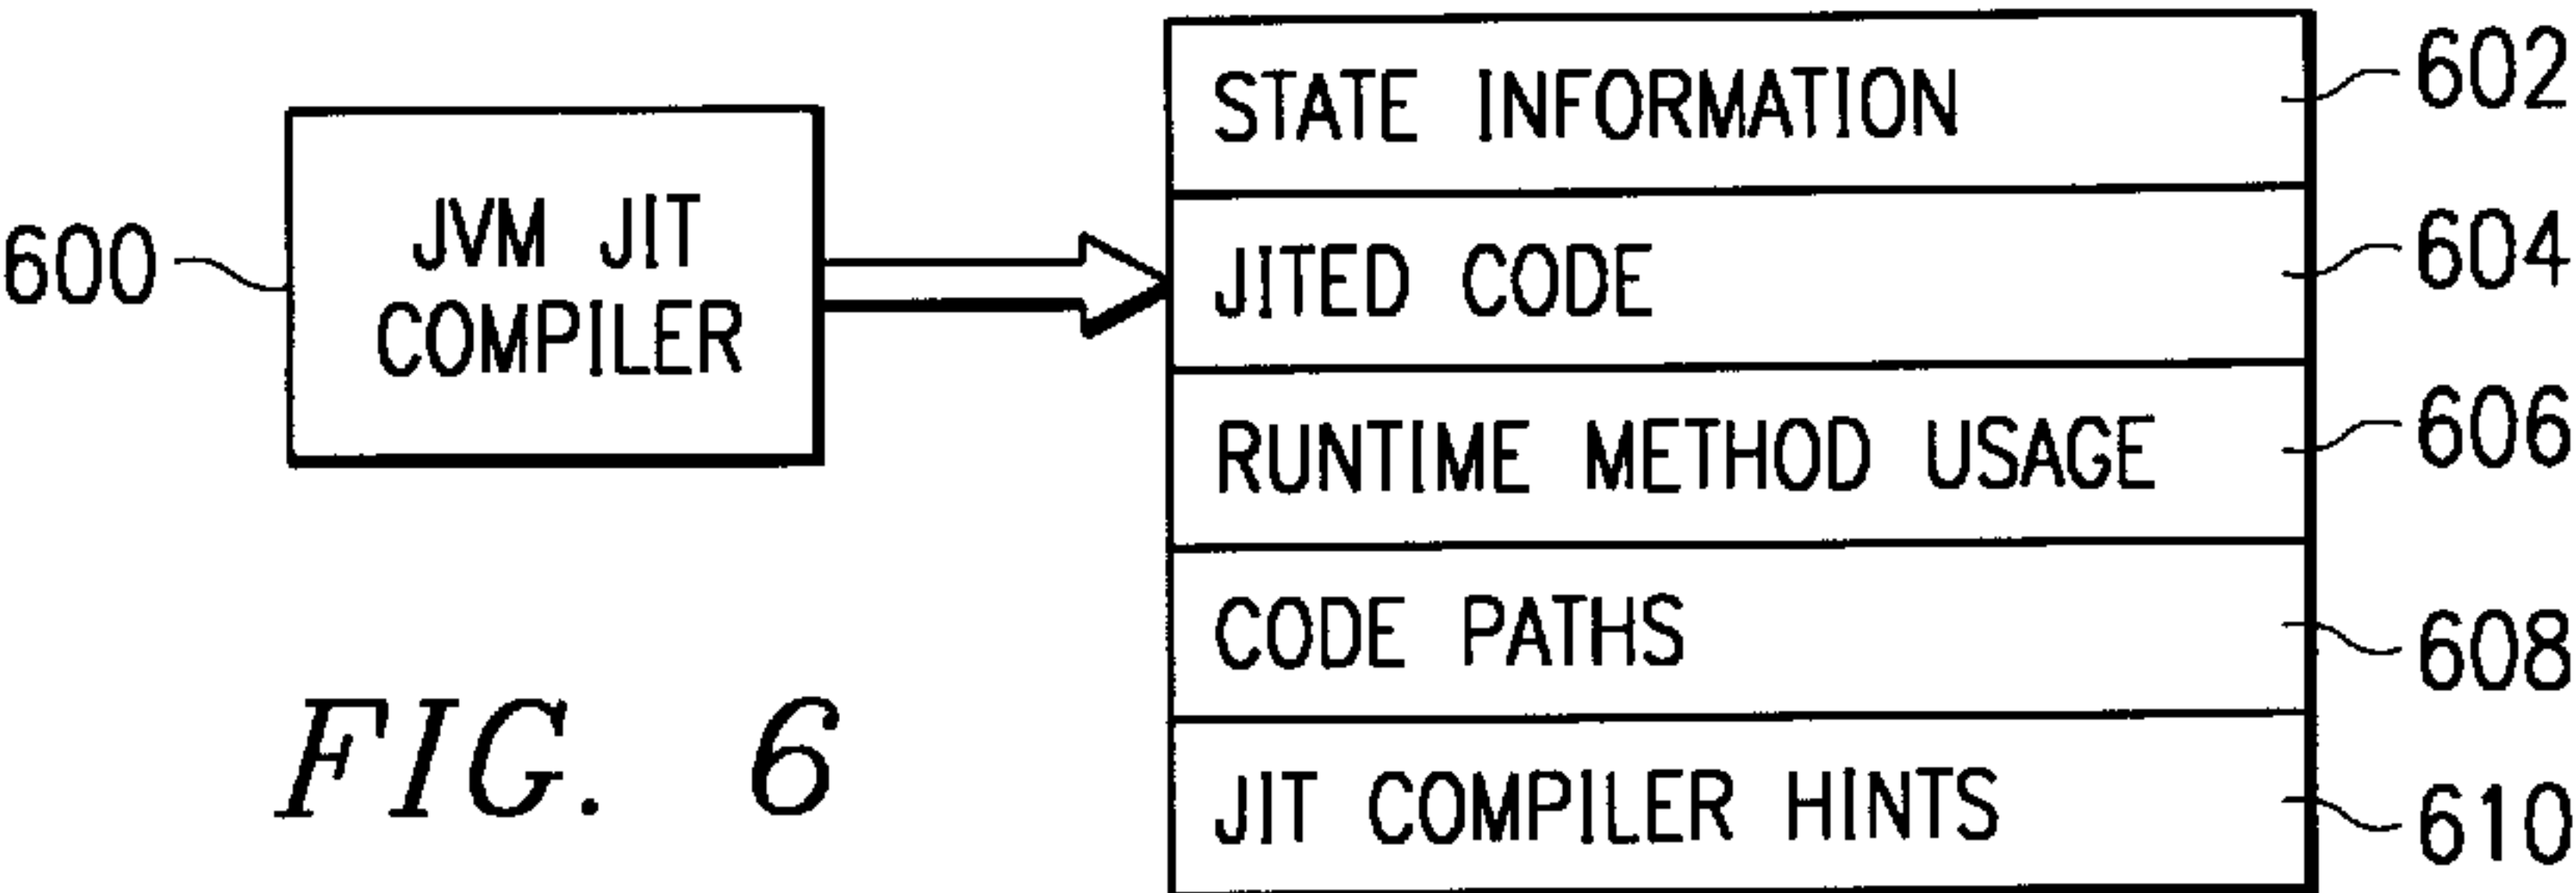 600
JVM JIT
COMPILER
STATE INFORMATION
602
JITED CODE
604
RUNTIME METHOD USAGE
606
CODE PATHS
608
JIT COMPILER HINTS
610
FIG. 6